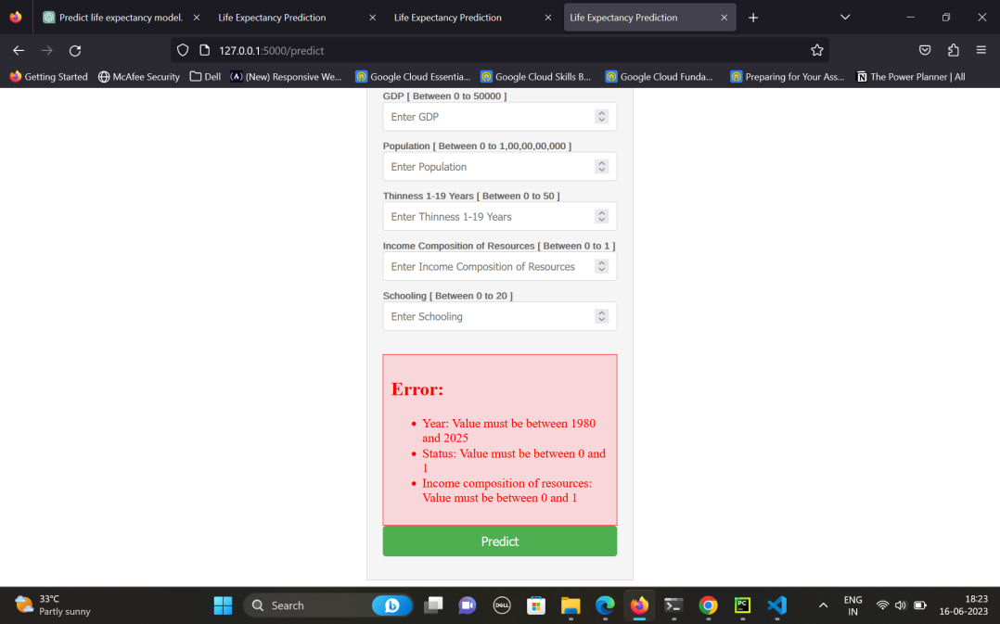 Predict life expectancy model.
Life Expectancy Prediction
Life Expectancy Prediction
Life Expectancy Prediction
127.0.0.1:5000/predict
Getting Started
McAfee Security
Dell
(New) Responsive We...
Google Cloud Essentia...
Google Cloud Skills B...
Google Cloud Funda...
Preparing for Your Ass...
The Power Planner | All
GDP [ Between 0 to 50000 ]
Enter GDP
Population [ Between 0 to 1,00,00,00,000 ]
Enter Population
Thinness 1-19 Years [ Between 0 to 50 ]
Enter Thinness 1-19 Years
Income Composition of Resources [ Between 0 to 1 ]
Enter Income Composition of Resources
Schooling [ Between 0 to 20 ]
Enter Schooling
Error:
• Year: Value must be between 1980
and 2025
• Status: Value must be between 0 and
1
• Income composition of resources:
Value must be between 0 and 1
Predict
33°C
Partly sunny
Search
DELL
PC
ENG
IN
18:23
16-06-2023